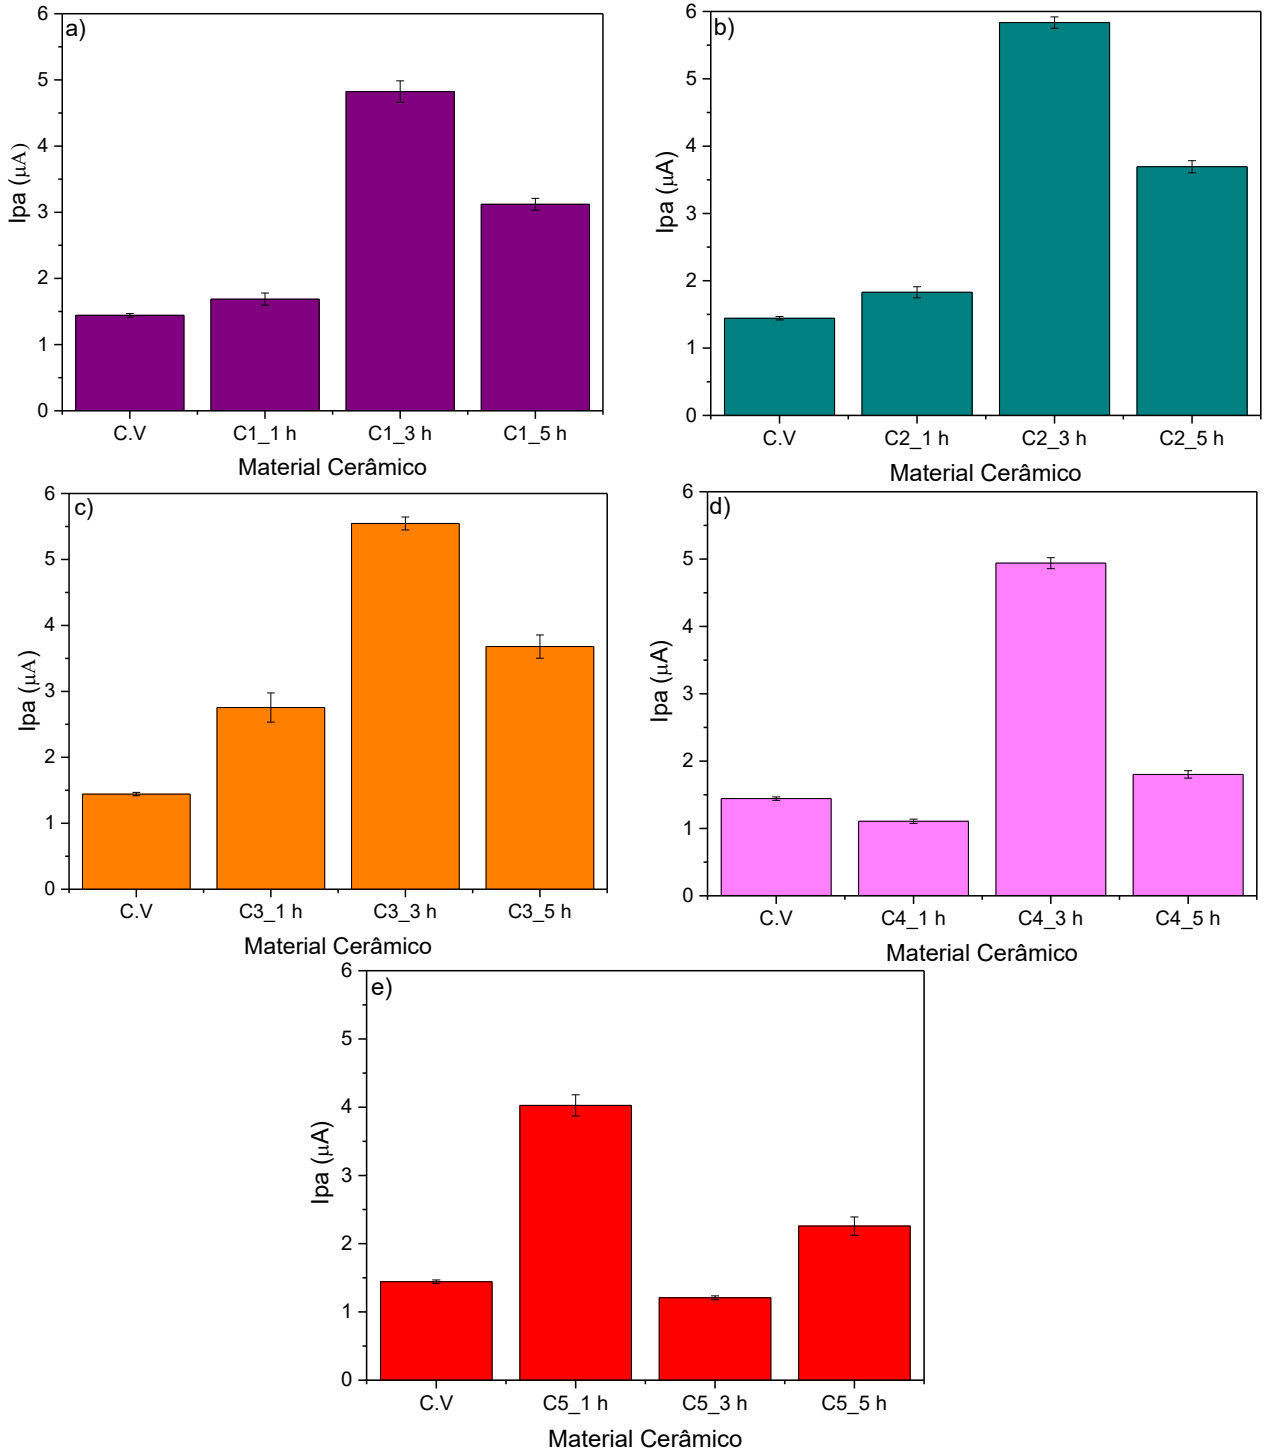 a)
6
5
4
3
2
1
0
Ipa (μA)
C.V C1_1 h C1_3 h C1_5 h
Material Cerâmico
b)
6
5
4
3
2
1
0
Ipa (μA)
C.V C2_1 h C2_3 h C2_5 h
Material Cerâmico
c)
6
5
4
3
2
1
0
Ipa (μA)
C.V C3_1 h C3_3 h C3_5 h
Material Cerâmico
d)
6
5
4
3
2
1
0
Ipa (μA)
C.V C4_1 h C4_3 h C4_5 h
Material Cerâmico
e)
6
5
4
3
2
1
0
Ipa (μA)
C.V C5_1 h C5_3 h C5_5 h
Material Cerâmico